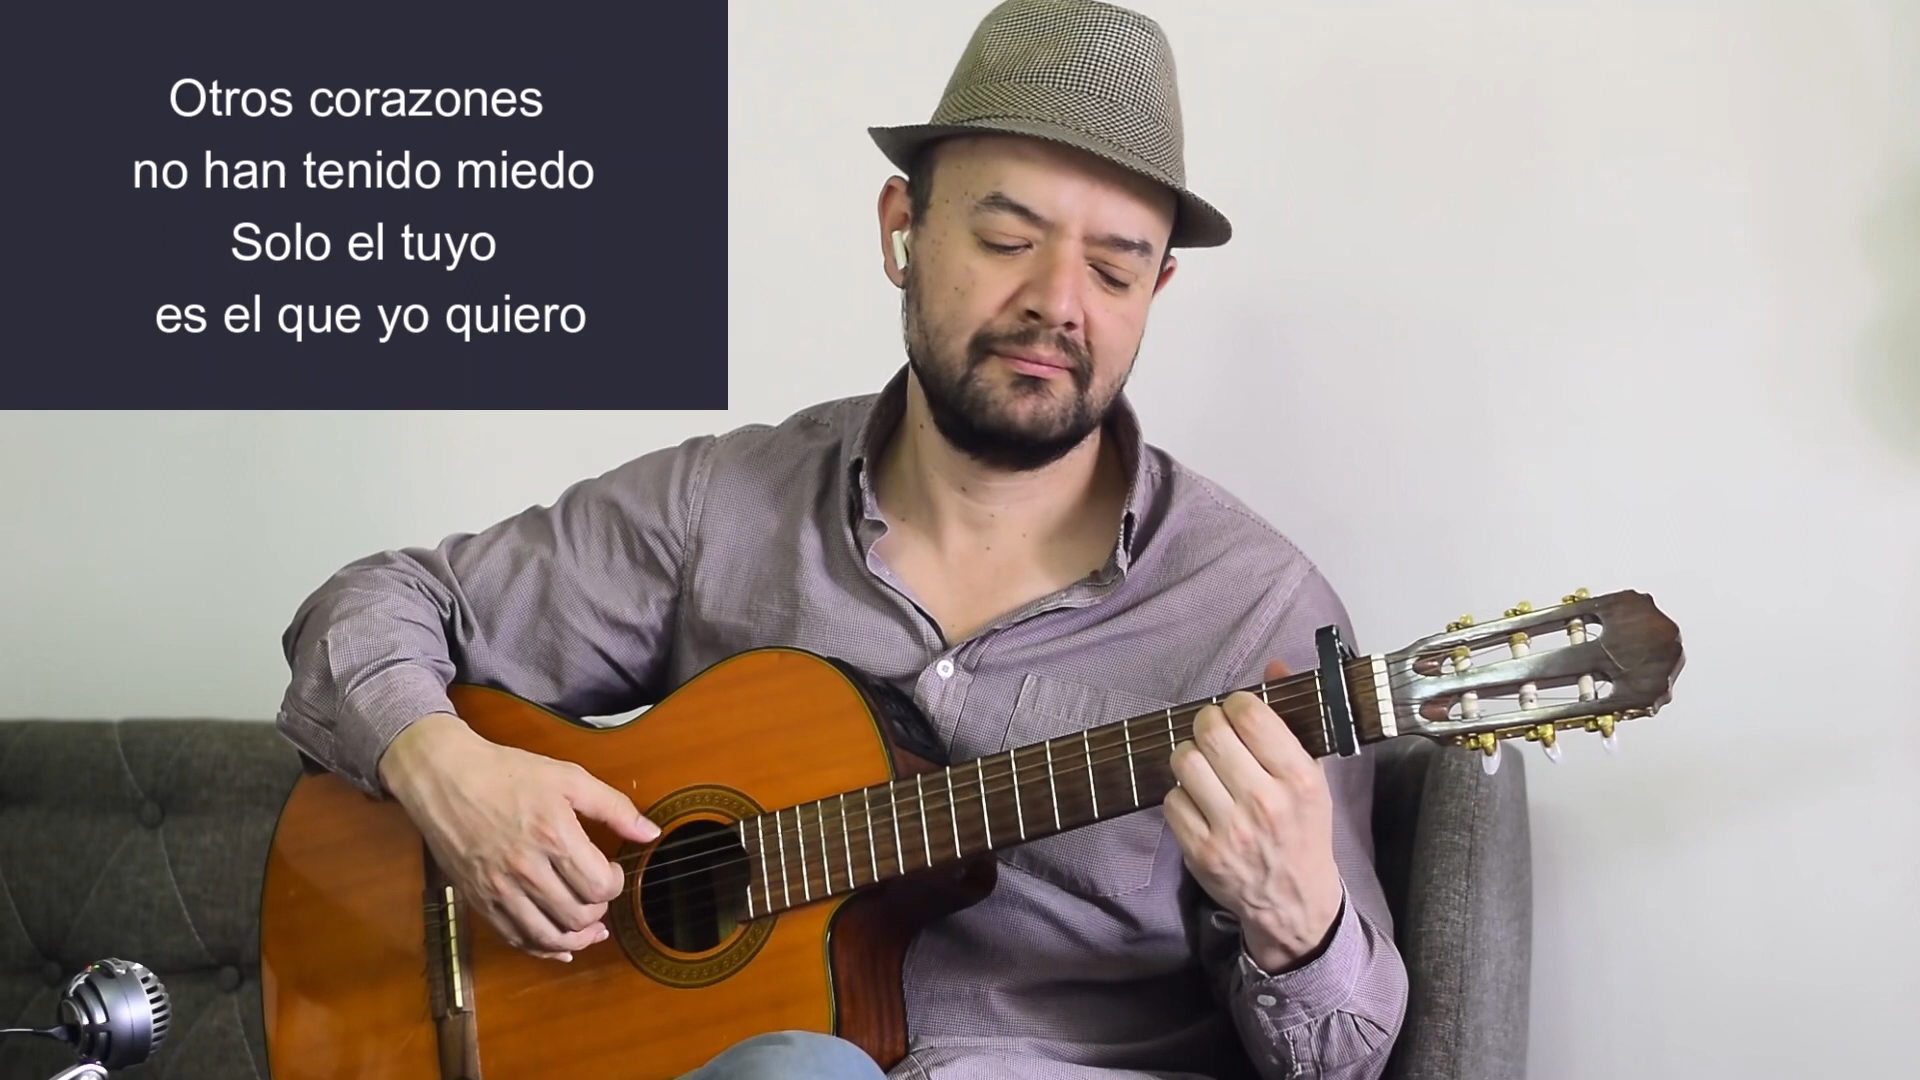 Otros corazones
no han tenido miedo
Solo el tuyo
es el que yo quiero